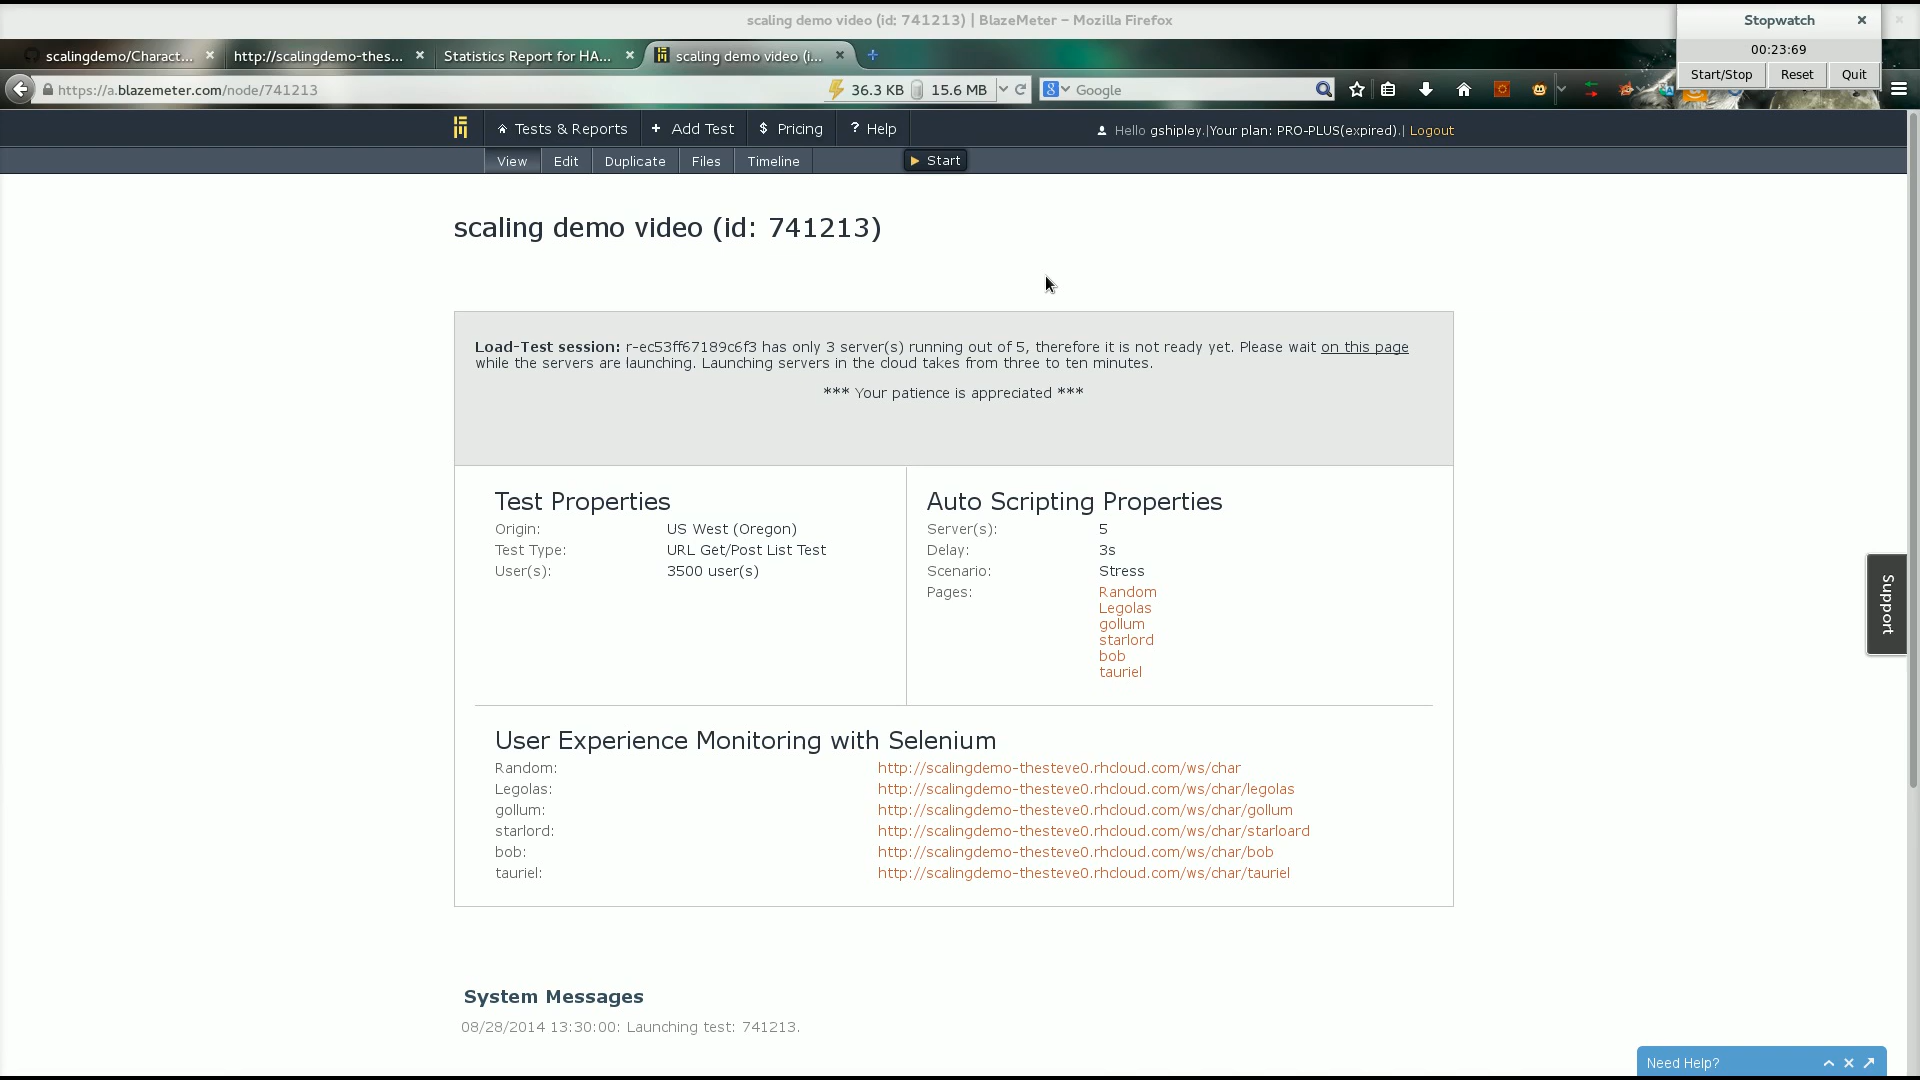 scaling demo video (id: 741213) | BlazeMeter – Mozilla Firefox
Stopwatch
00:23:69
Start/Stop Reset Quit
scalingdemo/Charact... http://scalingdemo-thes... Statistics Report for HA... scaling demo video (i...
https://a.blazemeter.com/node/741213 36.3 KB 15.6 MB Google
Tests & Reports + Add Test $ Pricing ? Help Hello gshipley.|Your plan: PRO-PLUS(expired).| Logout
View Edit Duplicate Files Timeline Start
scaling demo video (id: 741213)
Load-Test session: r-ec53ff67189c6f3 has only 3 server(s) running out of 5, therefore it is not ready yet. Please wait on this page
while the servers are launching. Launching servers in the cloud takes from three to ten minutes.
*** Your patience is appreciated ***
Test Properties
Origin: US West (Oregon)
Test Type: URL Get/Post List Test
User(s): 3500 user(s)
Auto Scripting Properties
Server(s): 5
Delay: 3s
Scenario: Stress
Pages: Random
Legolas
gollum
starlord
bob
tauriel
User Experience Monitoring with Selenium
Random: http://scalingdemo-thesteve0.rhcloud.com/ws/char
Legolas: http://scalingdemo-thesteve0.rhcloud.com/ws/char/legolas
gollum: http://scalingdemo-thesteve0.rhcloud.com/ws/char/gollum
starlord: http://scalingdemo-thesteve0.rhcloud.com/ws/char/starloard
bob: http://scalingdemo-thesteve0.rhcloud.com/ws/char/bob
tauriel: http://scalingdemo-thesteve0.rhcloud.com/ws/char/tauriel
Support
System Messages
08/28/2014 13:30:00: Launching test: 741213.
Need Help?